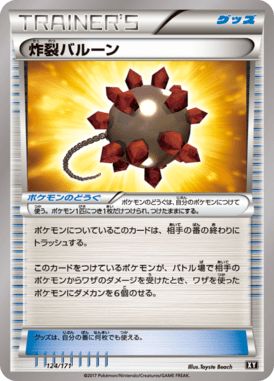 TRAINER'S
グッズ
炸裂バルーン
ポケモンのどうぐ
ポケモンのどうぐは、自分のポケモンにつけて
使う。ポケモン1匹につき1枚だけつけられ、つけたままにする。
ポケモンについているこのカードは、相手の番の終わりに
トラッシュする。
このカードをつけているポケモンが、バトル場で相手の
ポケモンからワザのダメージを受けたとき、ワザを使った
ポケモンにダメカンを6個のせる。
グッズは、自分の番に何枚でも使える。
124/171
Illus. Toyste Beach
XY
©2017 Pokémon/Nintendo/Creatures/GAME FREAK.